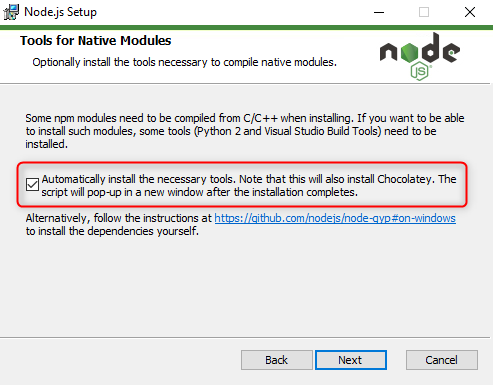 Node.js Setup
Tools for Native Modules
Optionally install the tools necessary to compile native modules.
node
JS
Some npm modules need to be compiled from C/C++ when installing. If you want to be able
to install such modules, some tools (Python 2 and Visual Studio Build Tools) need to be
installed.
Automatically install the necessary tools. Note that this will also install Chocolatey. The
script will pop-up in a new window after the installation completes.
Alternatively, follow the instructions at https://github.com/nodejs/node-gyp#on-windows
to install the dependencies yourself.
Back Next Cancel